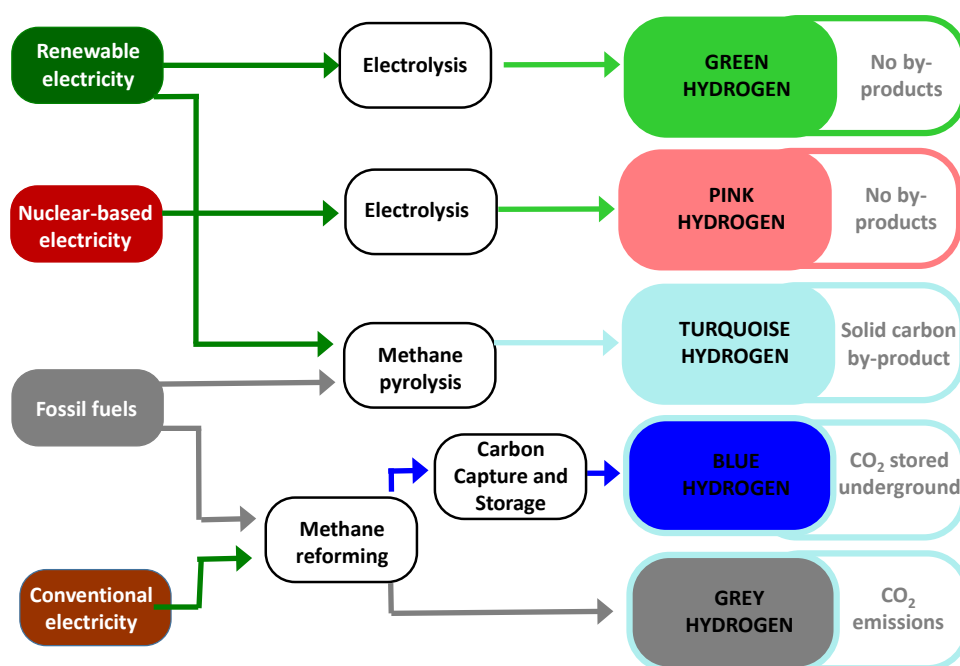 Renewable
electricity
Electrolysis
GREEN
HYDROGEN
No by-
products
Nuclear-based
electricity
Electrolysis
PINK
HYDROGEN
No by-
products
Methane
pyrolysis
TURQUOISE
HYDROGEN
Solid carbon
by-product
Fossil fuels
Carbon
Capture and
Storage
BLUE
HYDROGEN
CO₂ stored
underground
Methane
reforming
Conventional
electricity
GREY
HYDROGEN
CO₂
emissions